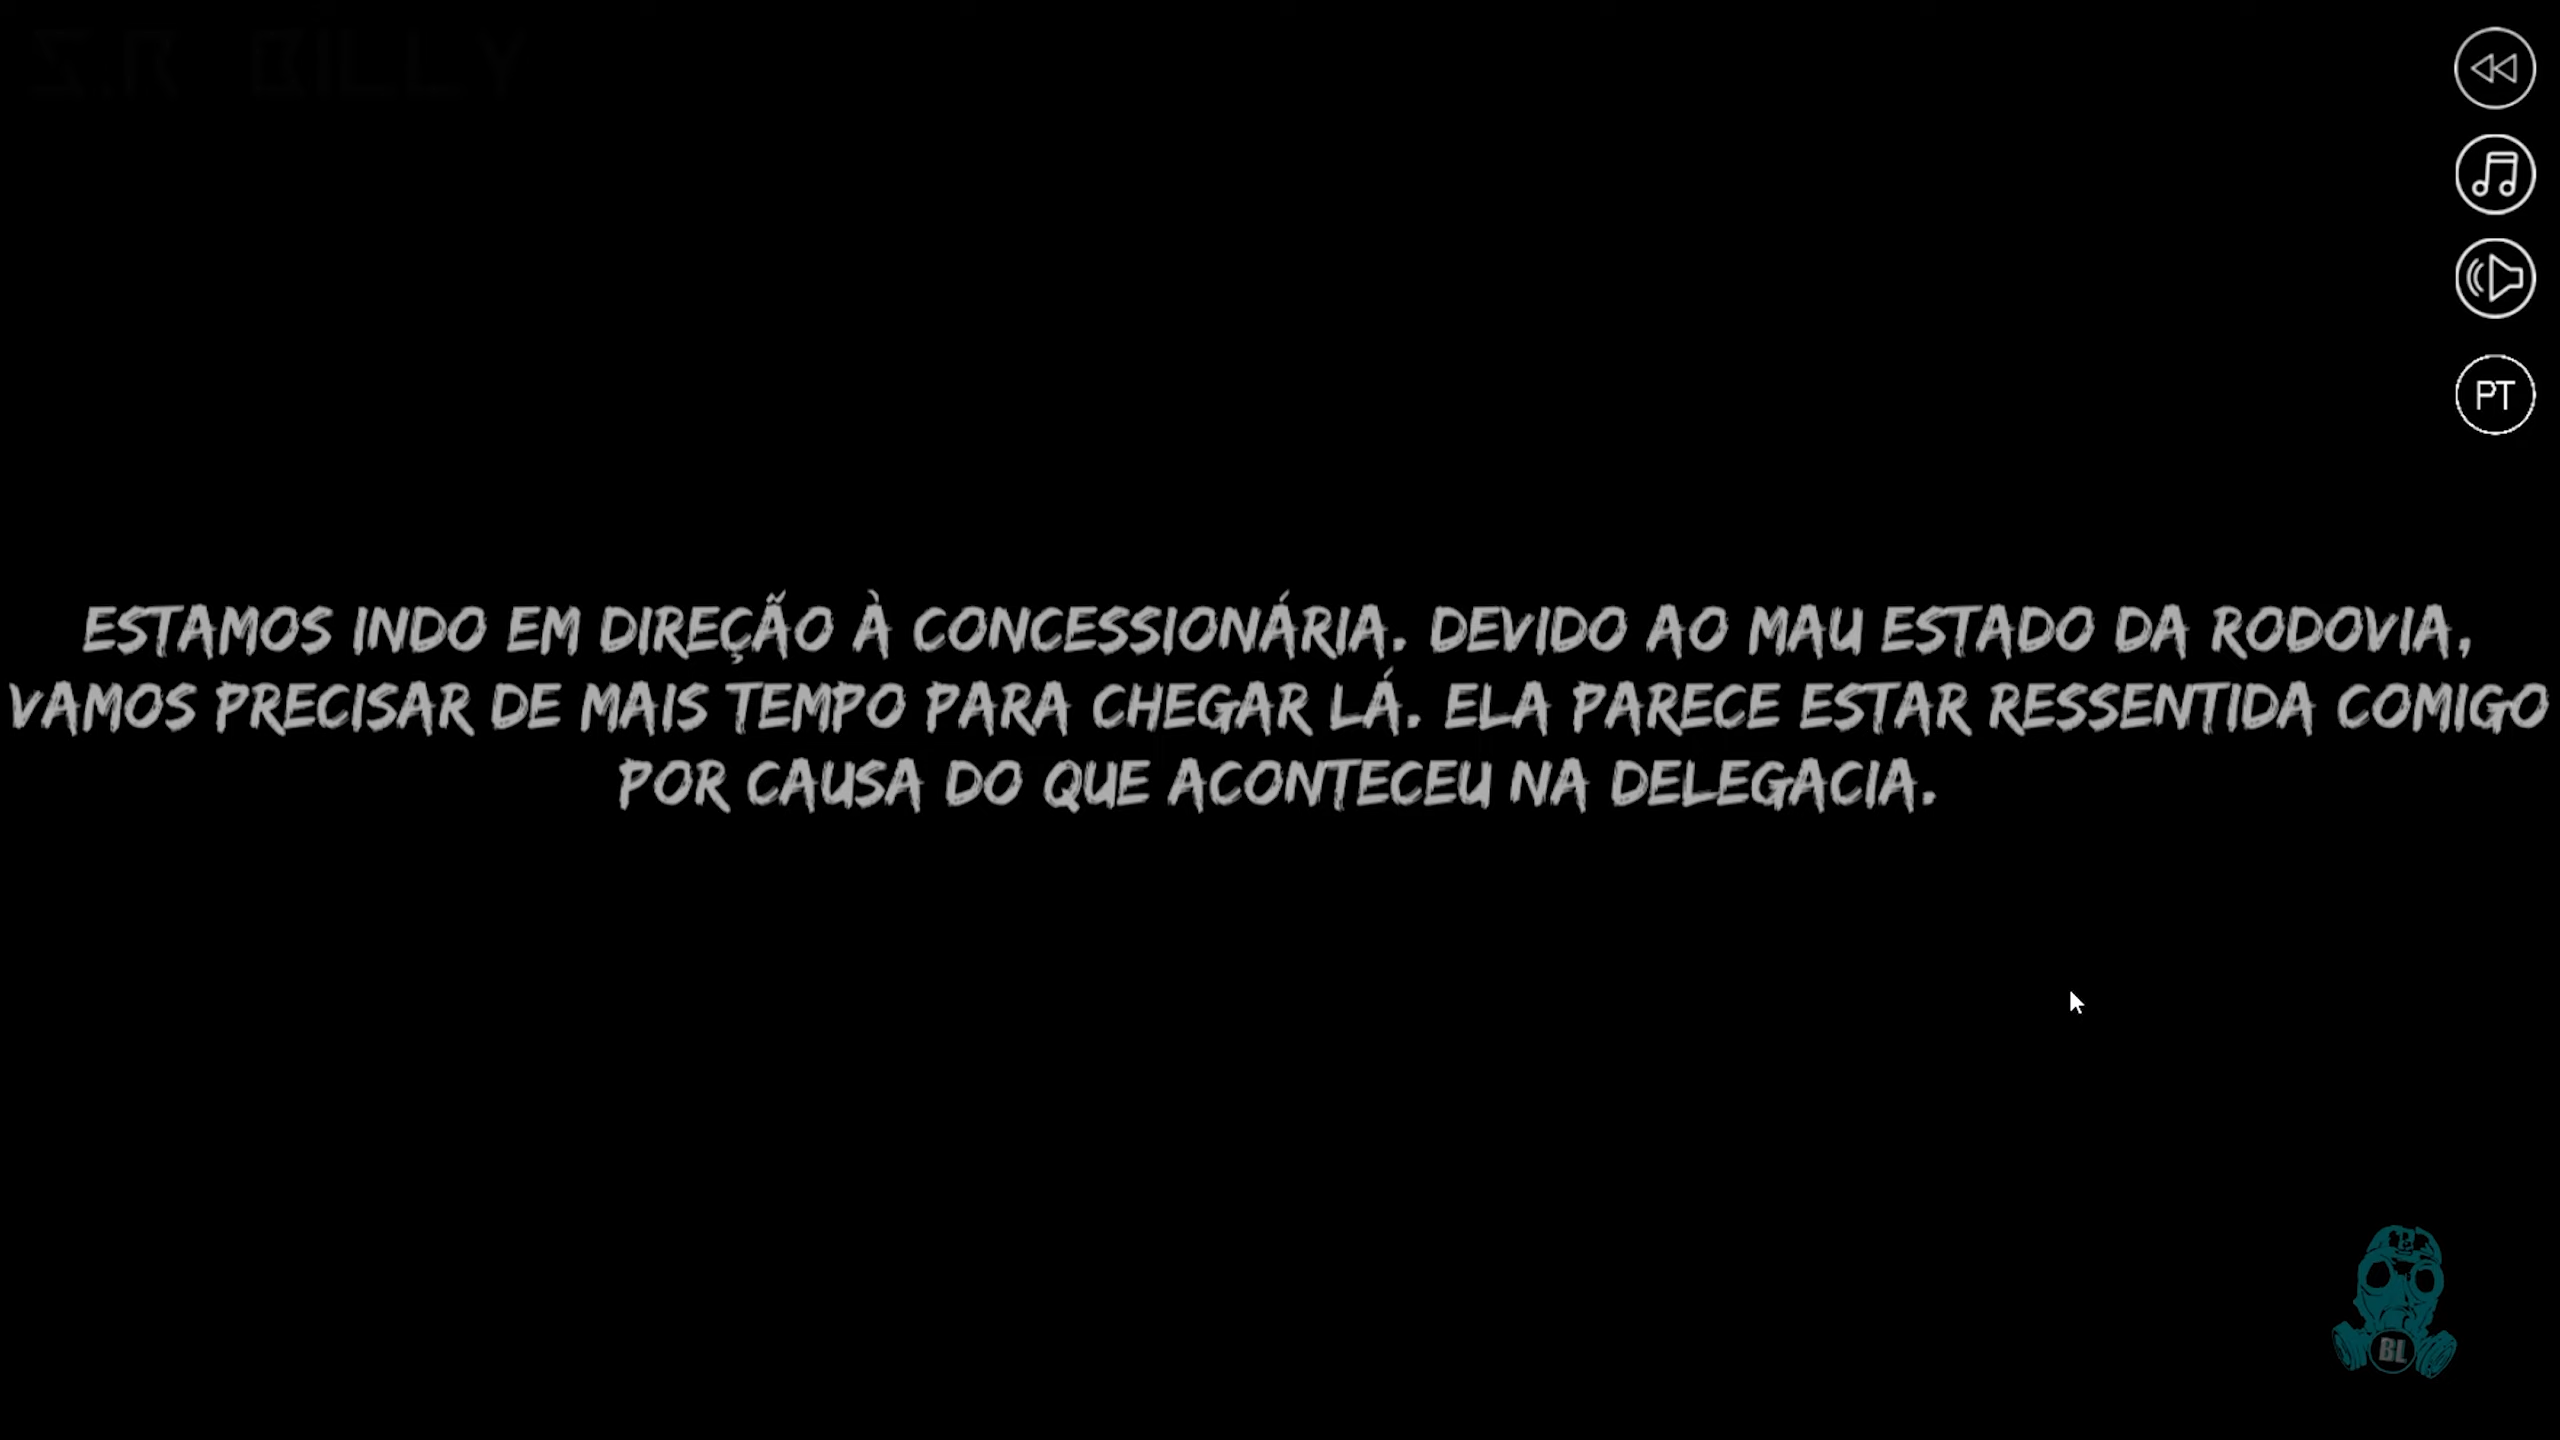 S.R BILLY
PT
ESTAMOS INDO EM DIREÇÃO À CONCESSIONÁRIA. DEVIDO AO MAU ESTADO DA RODOVIA,
VAMOS PRECISAR DE MAIS TEMPO PARA CHEGAR LÁ. ELA PARECE ESTAR RESSENTIDA COMIGO
POR CAUSA DO QUE ACONTECEU NA DELEGACIA.
BL